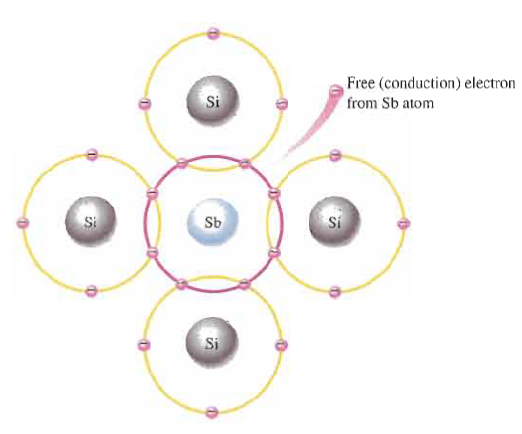 Si
Free (conduction) electron
from Sb atom
Si
Sb
Si
Si